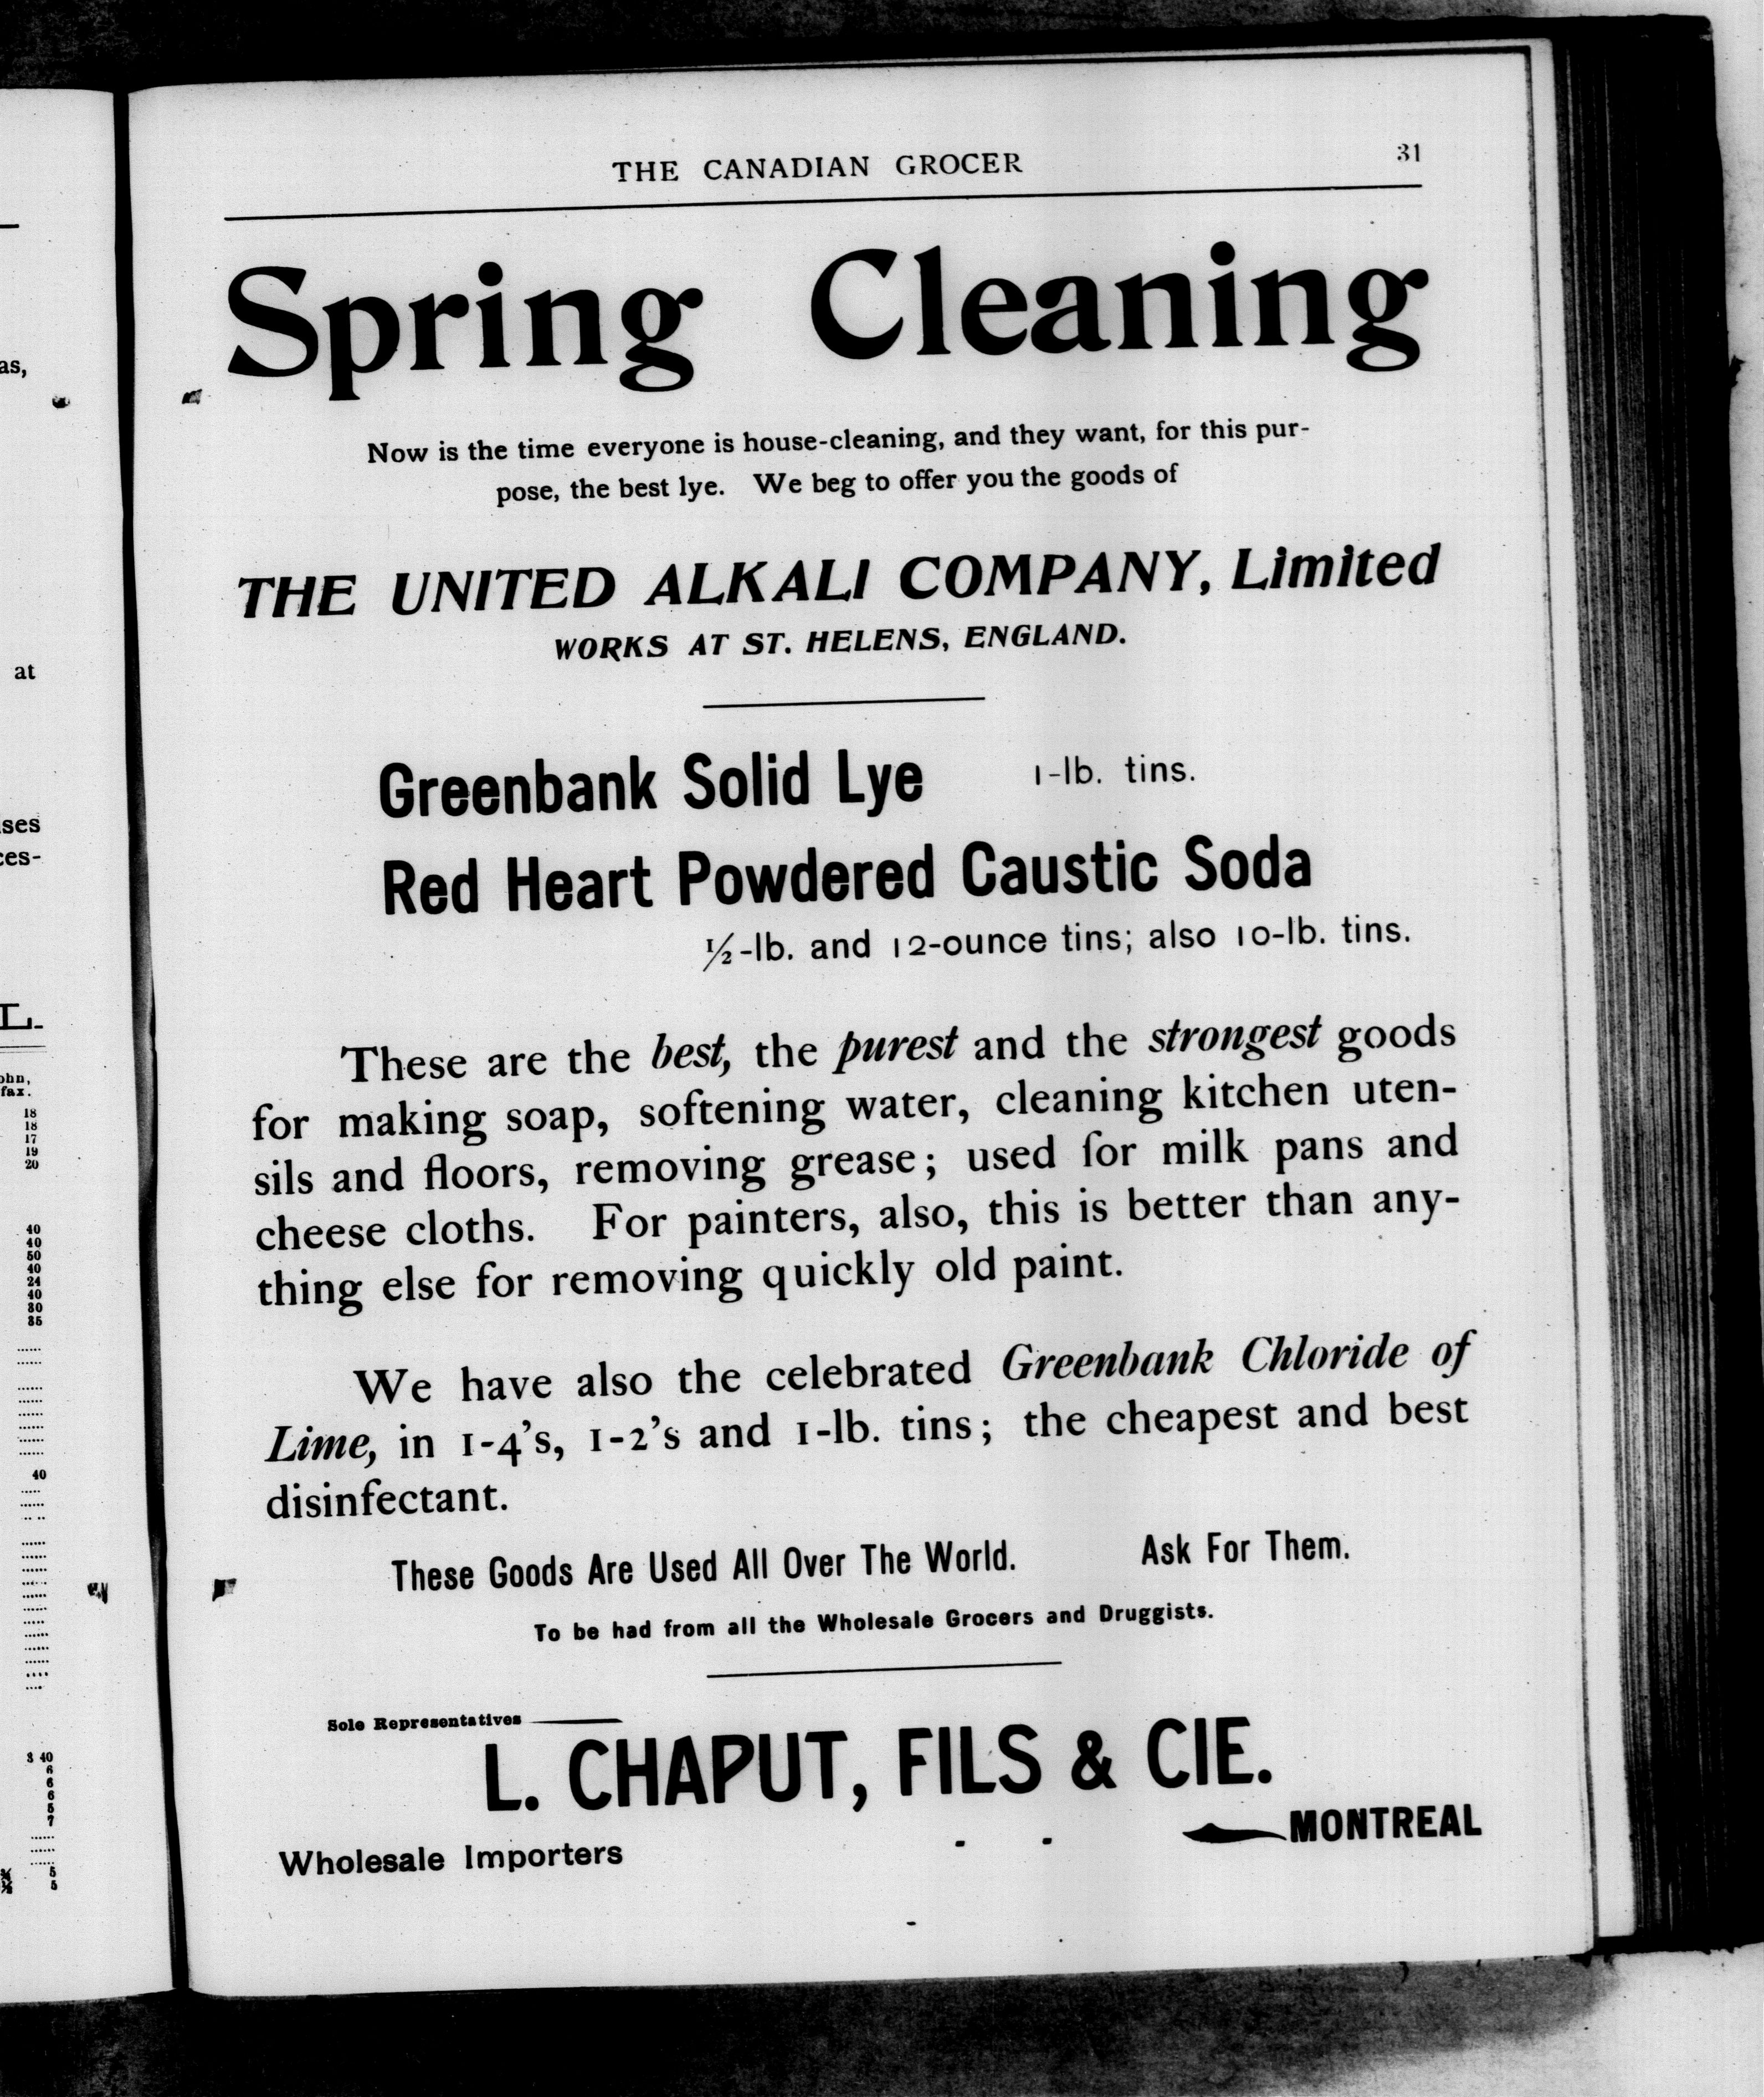 THE CANADIAN GROCER
31
Spring Cleaning
Now is the time everyone is house-cleaning, and they want, for this pur-
pose, the best lye. We beg to offer you the goods of
THE UNITED ALKALI COMPANY, Limited
WORKS AT ST. HELENS, ENGLAND.
Greenbank Solid Lye 1-lb. tins.
Red Heart Powdered Caustic Soda
½-lb. and 12-ounce tins; also 10-lb. tins.
These are the best, the purest and the strongest goods
for making soap, softening water, cleaning kitchen uten-
sils and floors, removing grease; used for milk pans and
cheese cloths. For painters, also, this is better than any-
thing else for removing quickly old paint.
We have also the celebrated Greenbank Chloride of
Lime, in 1-4's, 1-2's and 1-lb. tins; the cheapest and best
disinfectant.
These Goods Are Used All Over The World. Ask For Them.
To be had from all the Wholesale Grocers and Druggists.
Sole Representatives
L. CHAPUT, FILS & CIE.
Wholesale Importers - - MONTREAL